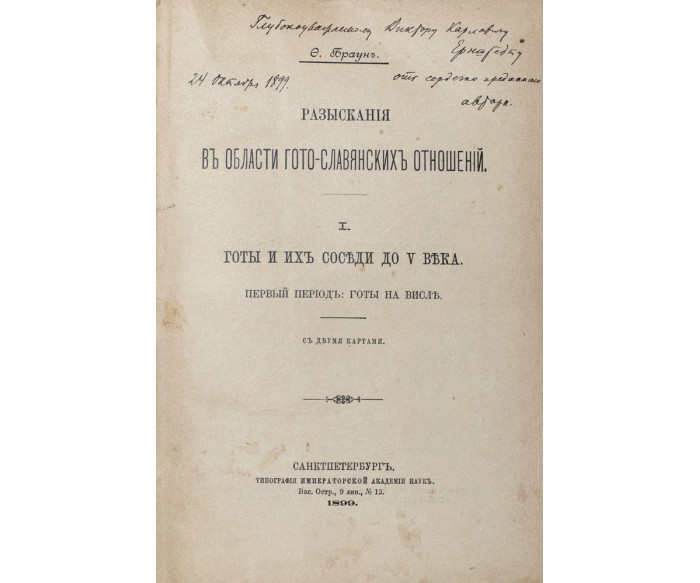 Глубокоуважаемому Виктору Карловичу
Ернштедту
Ѳ. Браунъ.
24 Октября 1899.
отъ сердечно преданнаго
автора.
РАЗЫСКАНІЯ
ВЪ ОБЛАСТИ ГОТО-СЛАВЯНСКИХЪ ОТНОШЕНІЙ.
I.
ГОТЫ И ИХЪ СОСѢДИ ДО V ВѢКА.
ПЕРВЫЙ ПЕРІОДЪ: ГОТЫ НА ВИСЛѢ.
СЪ ДВУМЯ КАРТАМИ.
САНКТПЕТЕРБУРГЪ.
ТИПОГРАФІЯ ИМПЕРАТОРСКОЙ АКАДЕМІИ НАУКЪ.
Вас. Остр., 9 лин., № 12.
1899.